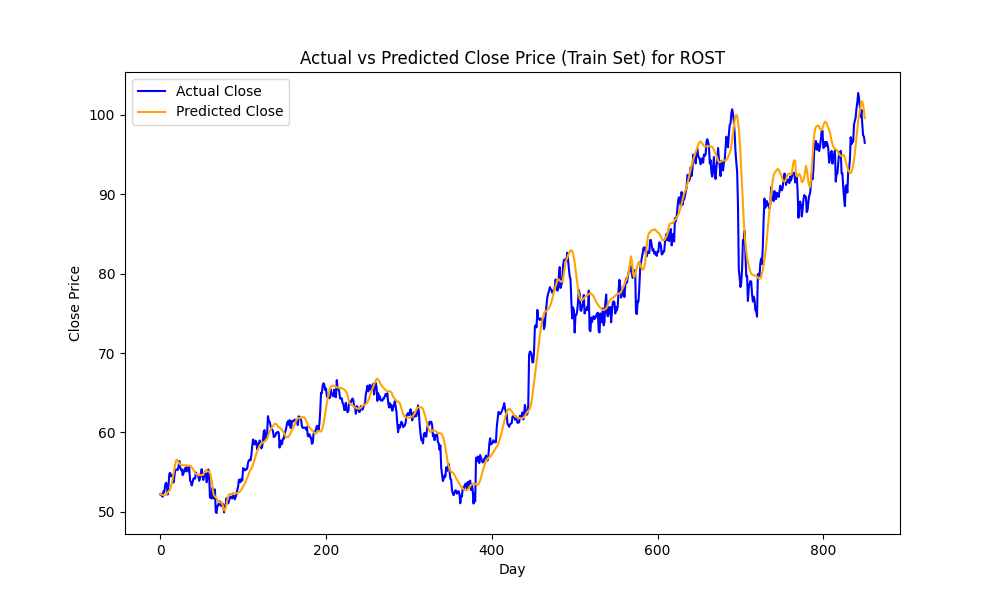 Actual vs Predicted Close Price (Train Set) for ROST
Actual Close
Predicted Close
100
90
80
70
60
50
Close Price
0 200 400 600 800
Day